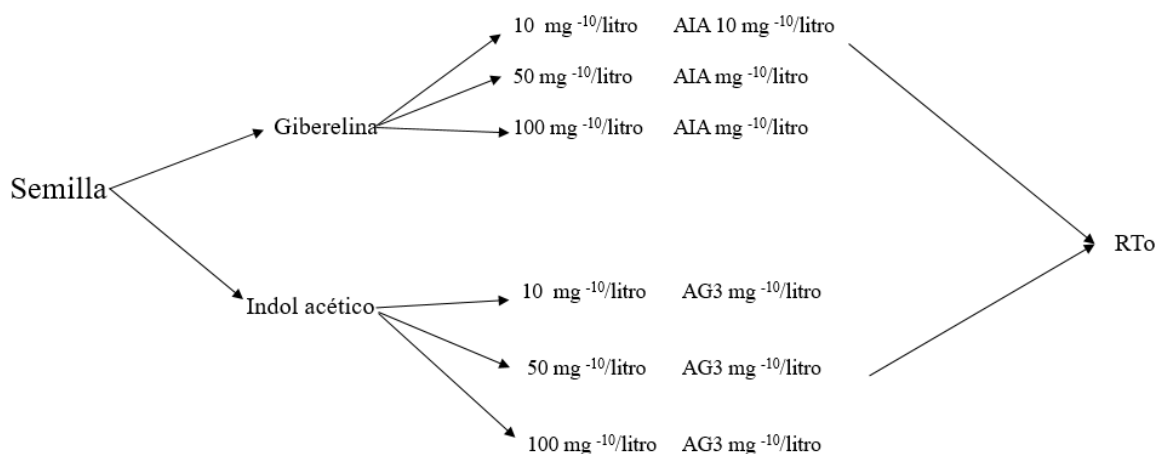 10 mg -10/litro AIA 10 mg -10/litro
50 mg -10/litro AIA mg -10/litro
Giberelina
100 mg -10/litro AIA mg -10/litro
Semilla
RTo
10 mg -10/litro AG3 mg -10/litro
Indol acético
50 mg -10/litro AG3 mg -10/litro
100 mg -10/litro AG3 mg -10/litro